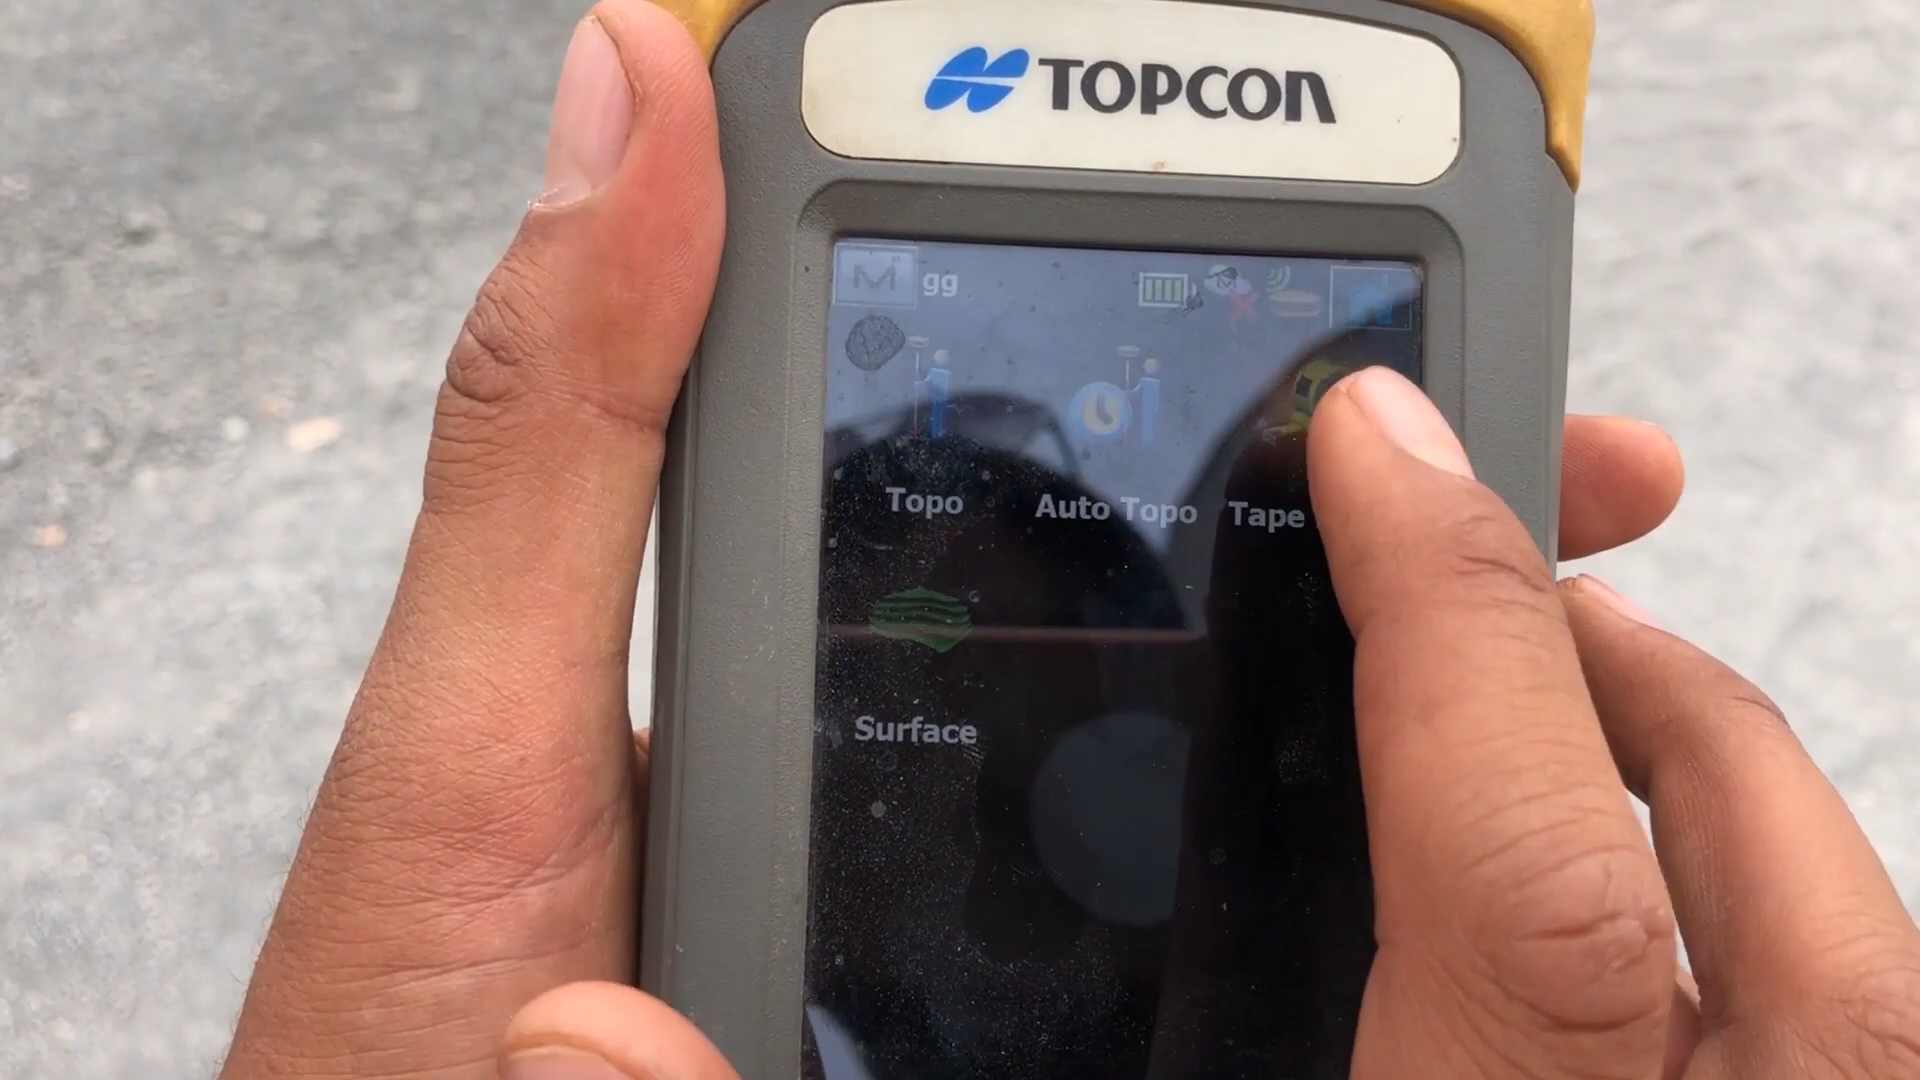 TOPCON
M gg
Topo
Auto Topo
Tape
Surface